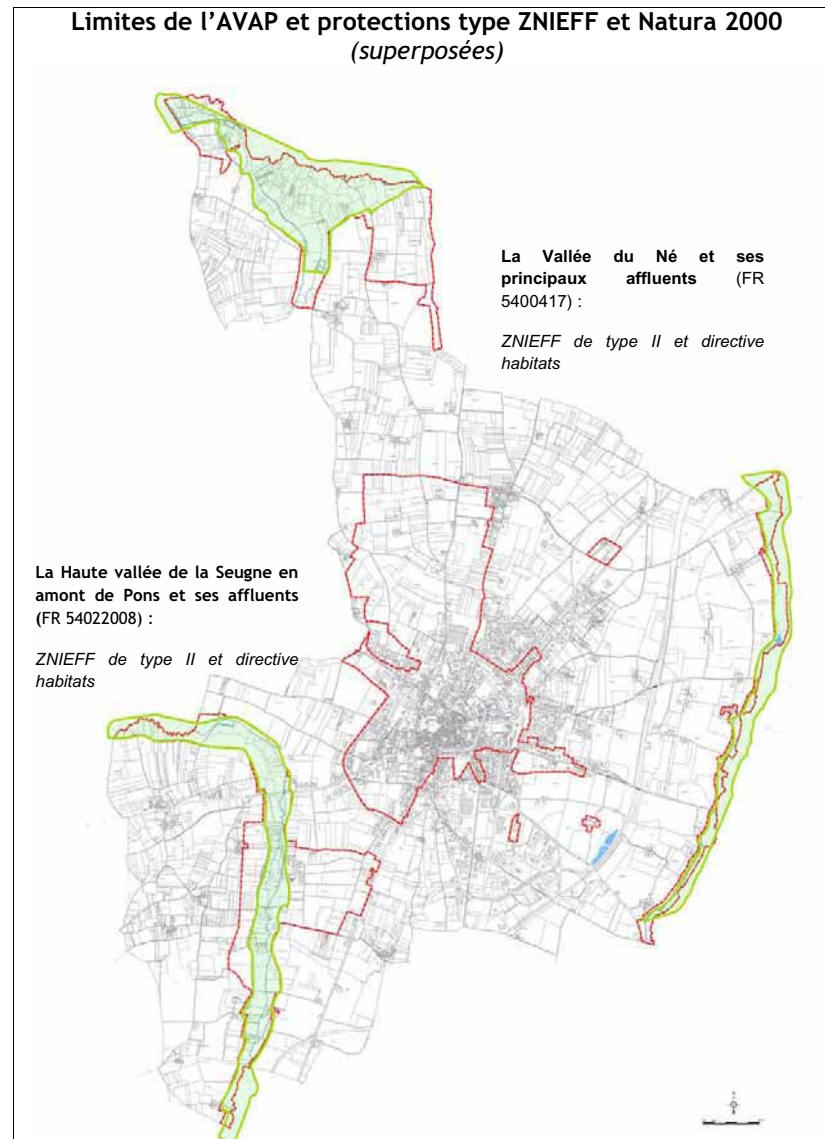 Limites de l'AVAP et protections type ZNIEFF et Natura 2000
(superposées)
La Vallée du Né et ses
principaux affluents (FR
5400417) :
ZNIEFF de type II et directive
habitats
La Haute vallée de la Seugne en
amont de Pons et ses affluents
(FR 54022008) :
ZNIEFF de type II et directive
habitats